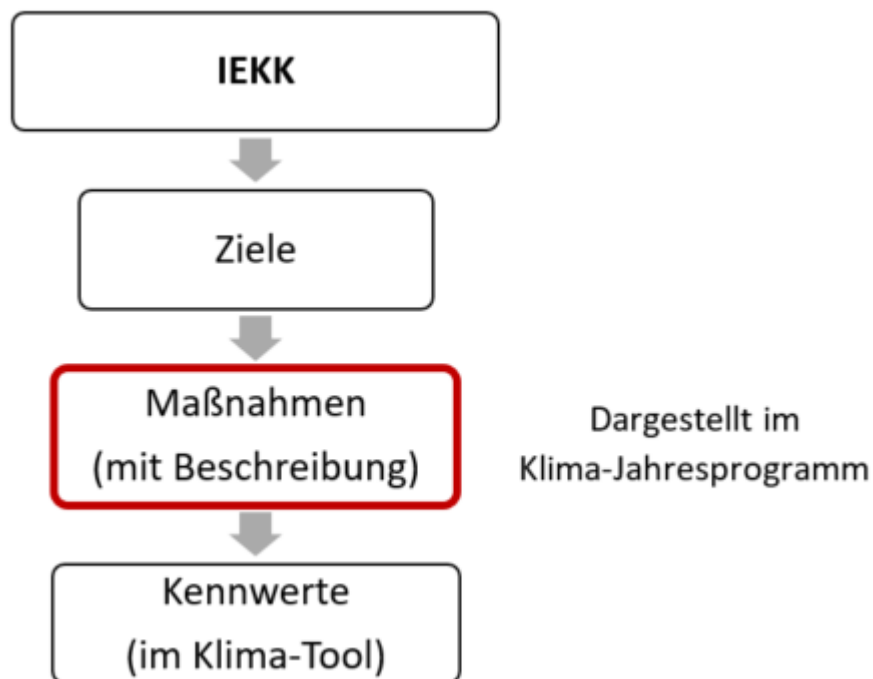 IEKK
Ziele
Maßnahmen
(mit Beschreibung)
Dargestellt im
Klima-Jahresprogramm
Kennwerte
(im Klima-Tool)